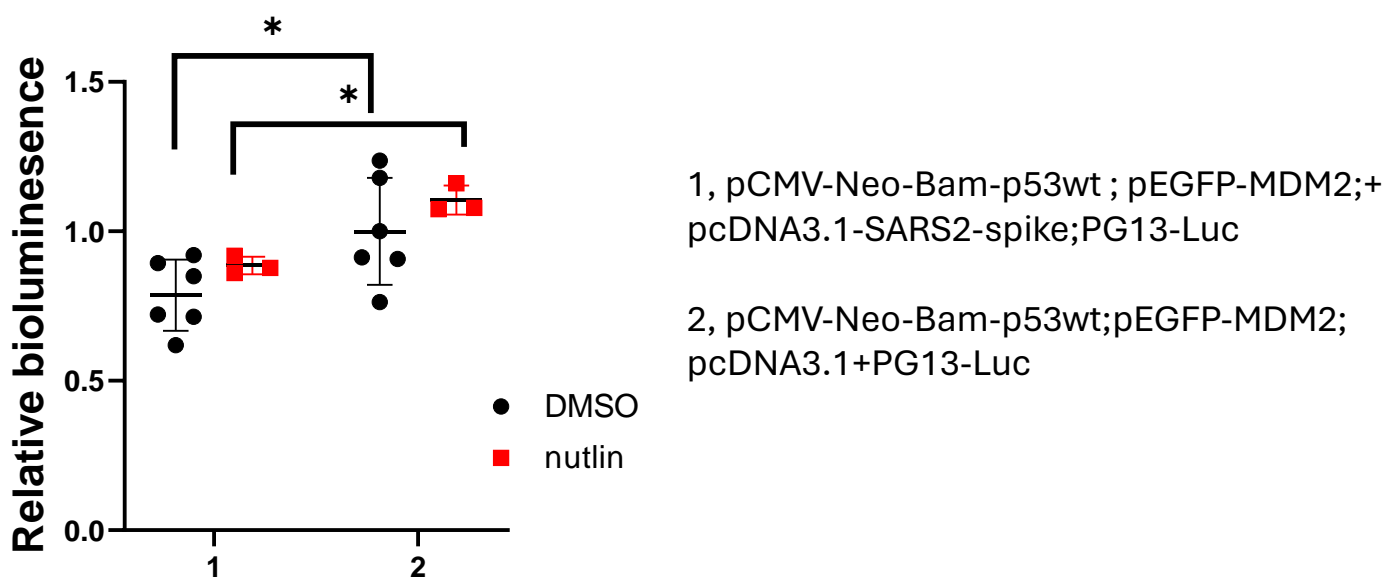 *
*
Relative bioluminesence
1.5
1.0
0.5
0.0
1
2
DMSO
nutlin
1, pCMV-Neo-Bam-p53wt ; pEGFP-MDM2;+
pcDNA3.1-SARS2-spike;PG13-Luc
2, pCMV-Neo-Bam-p53wt;pEGFP-MDM2;
pcDNA3.1+PG13-Luc